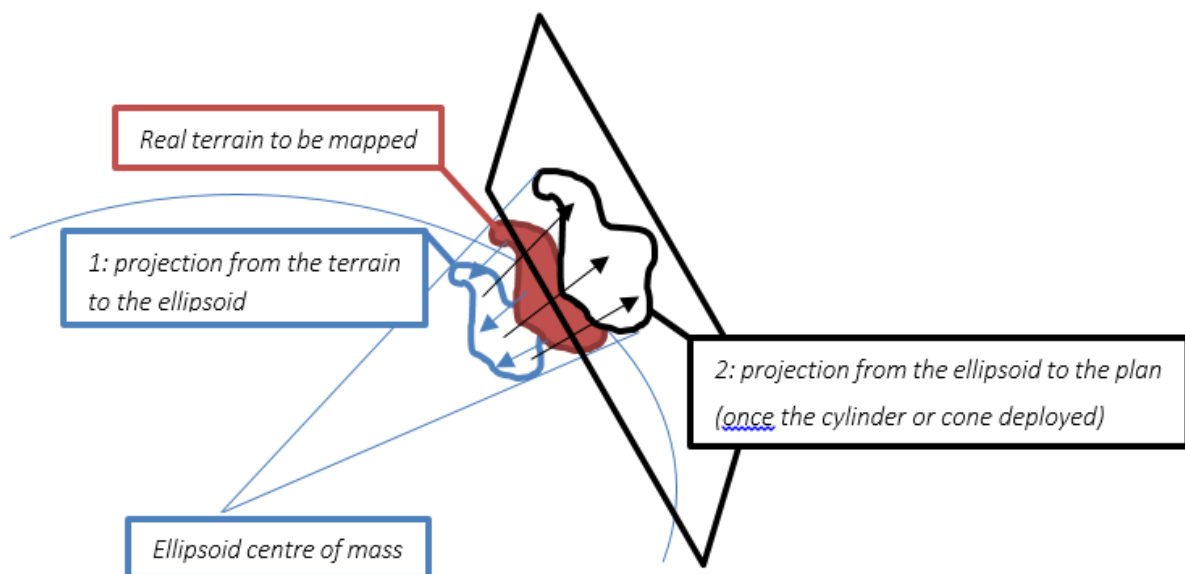 Real terrain to be mapped
1: projection from the terrain
to the ellipsoid
2: projection from the ellipsoid to the plan
(once the cylinder or cone deployed)
Ellipsoid centre of mass